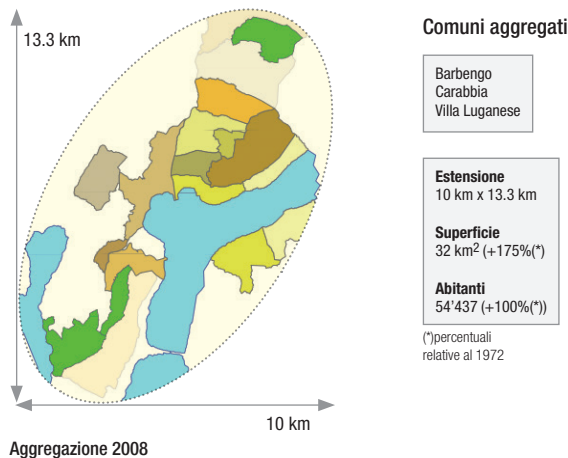 13.3 km
10 km
Aggregazione 2008
Comuni aggregati
Barbengo
Carabbia
Villa Luganese
Estensione
10 km x 13.3 km
Superficie
32 km² (+175%(*)
Abitanti
54'437 (+100%(*))
(*)percentuali
relative al 1972